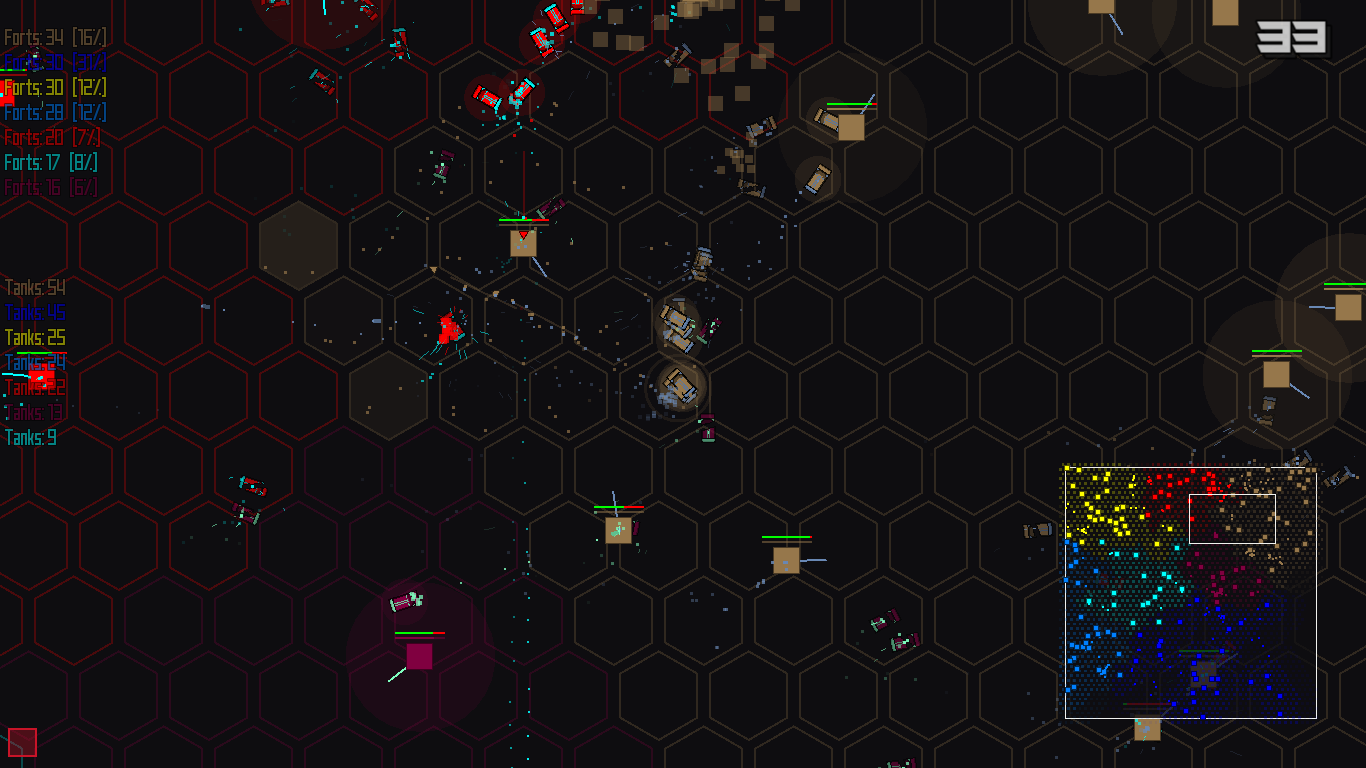 33
Forts: 34 [16%]
Forts: 30 [31%]
Forts: 30 [12%]
Forts: 28 [12%]
Forts: 20 [7%]
Forts: 17 [8%]
Forts: 16 [6%]
Tanks: 54
Tanks: 45
Tanks: 25
Tanks: 24
Tanks: 22
Tanks: 13
Tanks: 9